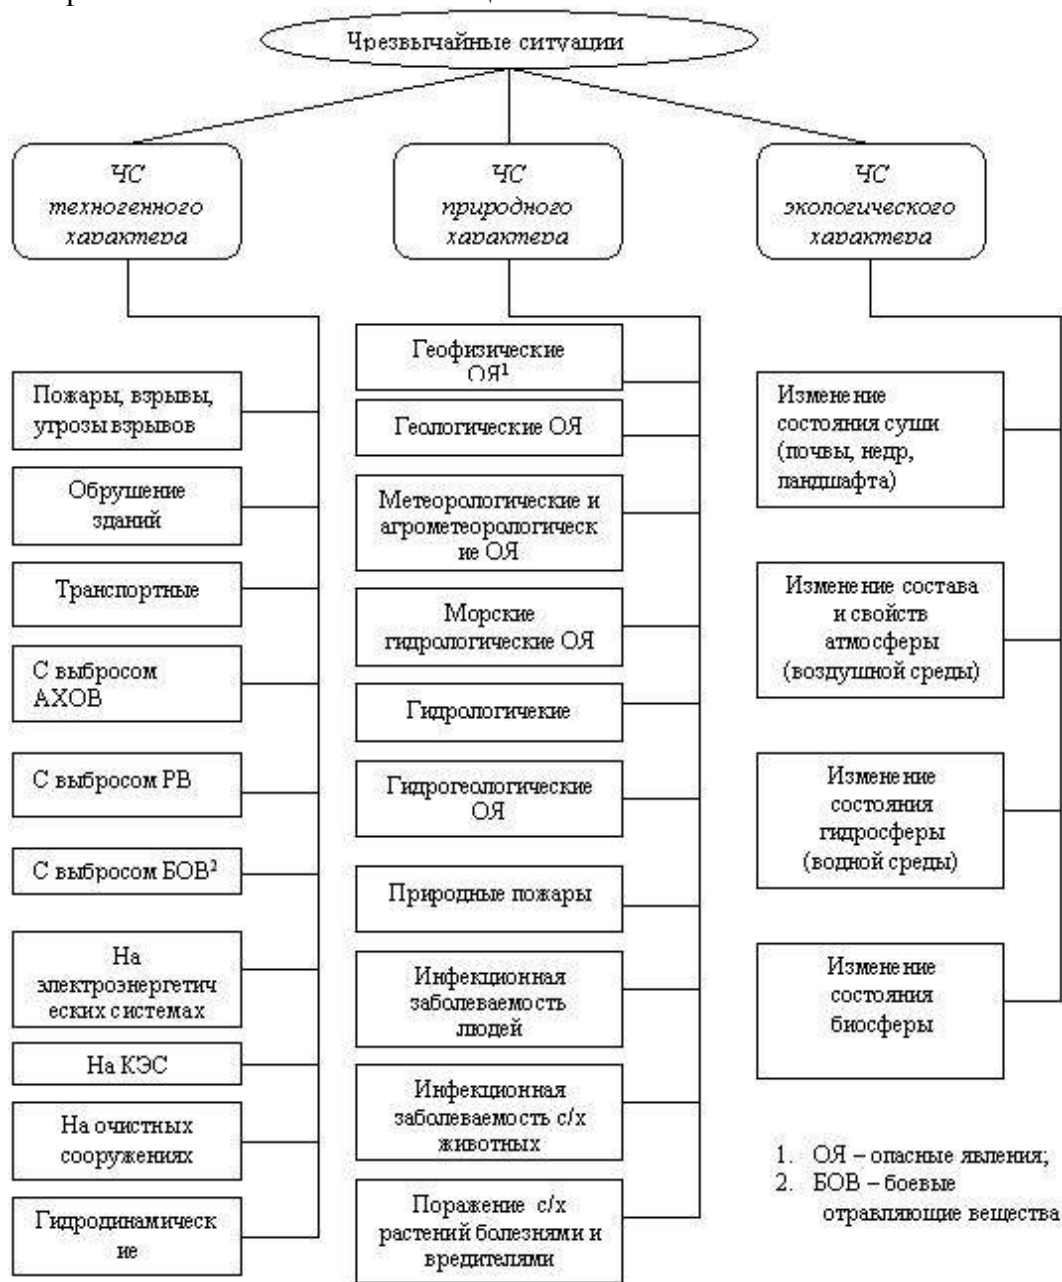 Чрезвычайные ситуации
ЧС
техногенного
характера
ЧС
природного
характера
ЧС
экологического
характера
Пожары, взрывы,
угрозы взрывов
Обрушение
зданий
Транспортные
С выбросом
АХОВ
С выбросом РВ
С выбросом БОВ²
На
электроэнергетич
еских системах
На КЭС
На очистных
сооружениях
Гидродинамическ
ие
Геофизические
ОЯ¹
Геологические ОЯ
Метеорологические и
агрометеорологическ
ие ОЯ
Морские
гидрологические ОЯ
Гидрологичекие
Гидрогеологические
ОЯ
Природные пожары
Инфекционная
заболеваемость
людей
Инфекционная
заболеваемость с/х
животных
Поражение с/х
растений болезнями и
вредителями
Изменение
состояния суши
(почвы, недр,
ландшафта)
Изменение состава
и свойств
атмосферы
(воздушной среды)
Изменение
состояния
гидросферы
(водной среды)
Изменение
состояния
биосферы
1. ОЯ – опасные явления;
2. БОВ – боевые
отравляющие вещества